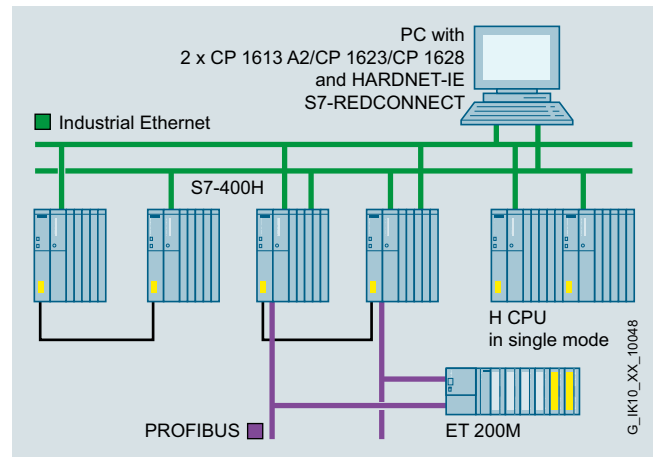 PC with
2 x CP 1613 A2/CP 1623/CP 1628
and HARDNET-IE
S7-REDCONNECT
Industrial Ethernet
S7-400H
H CPU
in single mode
PROFIBUS
ET 200M
G_IK10_XX_10048